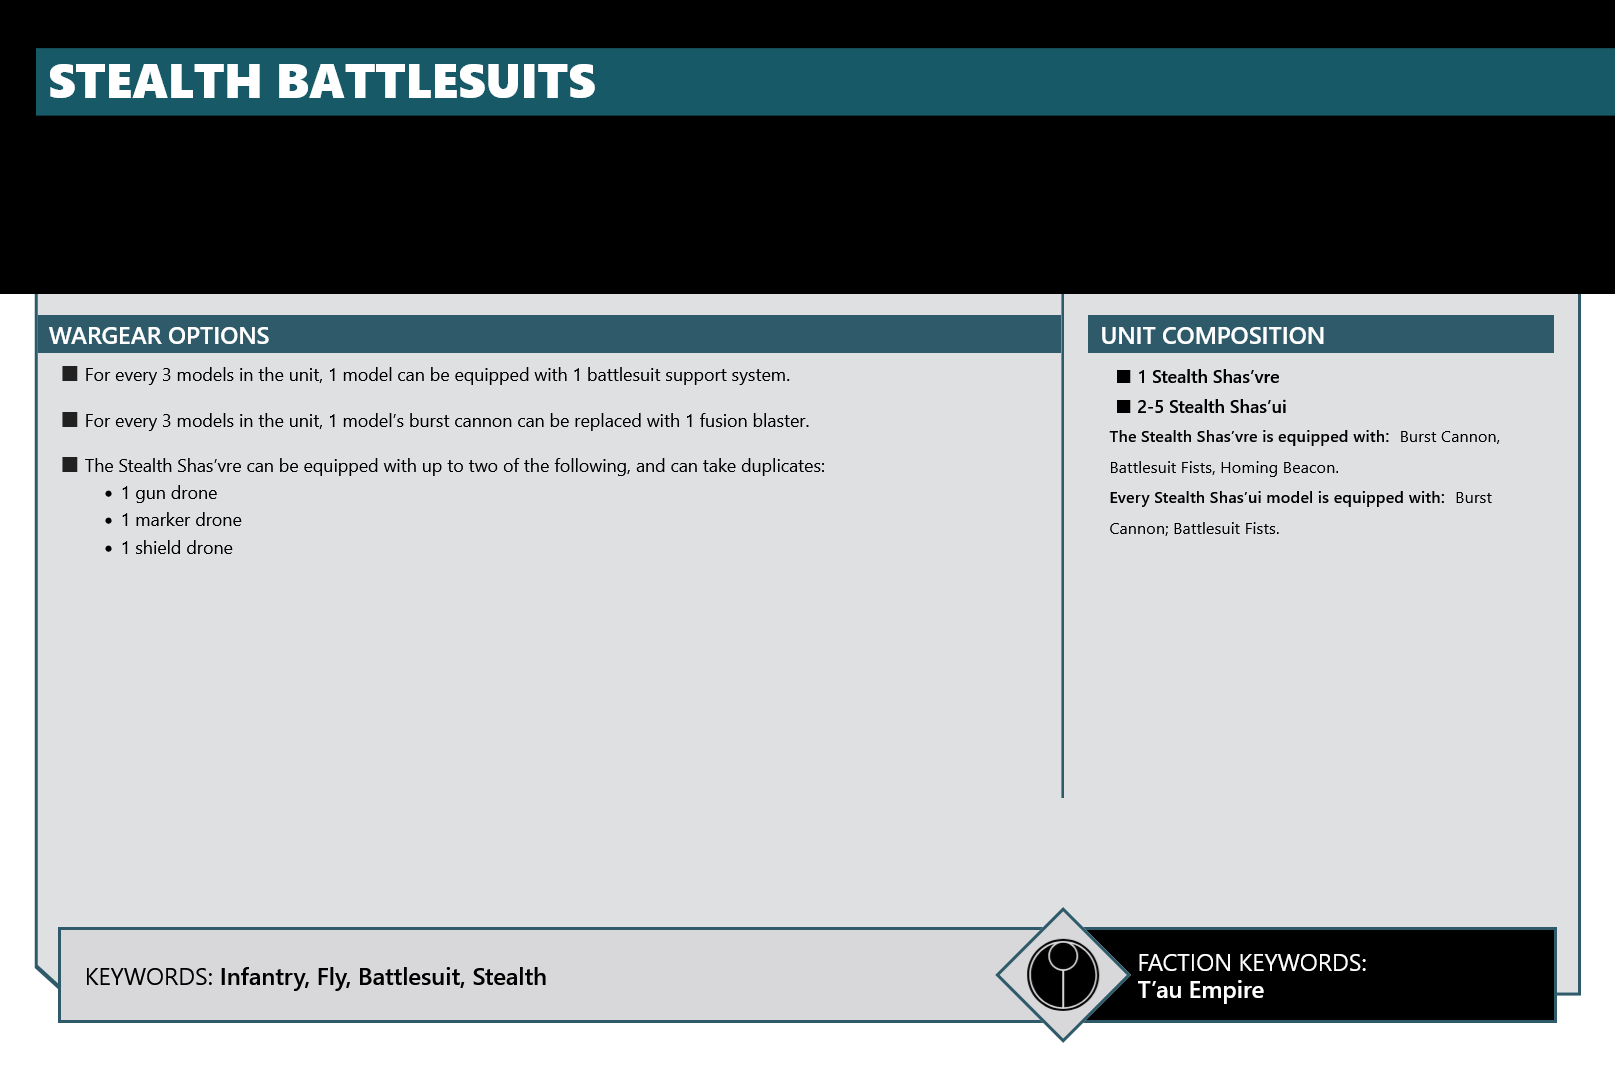 STEALTH BATTLESUITS
WARGEAR OPTIONS
■ For every 3 models in the unit, 1 model can be equipped with 1 battlesuit support system.
■ For every 3 models in the unit, 1 model’s burst cannon can be replaced with 1 fusion blaster.
■ The Stealth Shas’vre can be equipped with up to two of the following, and can take duplicates:
• 1 gun drone
• 1 marker drone
• 1 shield drone
UNIT COMPOSITION
■ 1 Stealth Shas’vre
■ 2-5 Stealth Shas’ui
The Stealth Shas’vre is equipped with: Burst Cannon,
Battlesuit Fists, Homing Beacon.
Every Stealth Shas’ui model is equipped with: Burst
Cannon; Battlesuit Fists.
KEYWORDS: Infantry, Fly, Battlesuit, Stealth
FACTION KEYWORDS:
T’au Empire